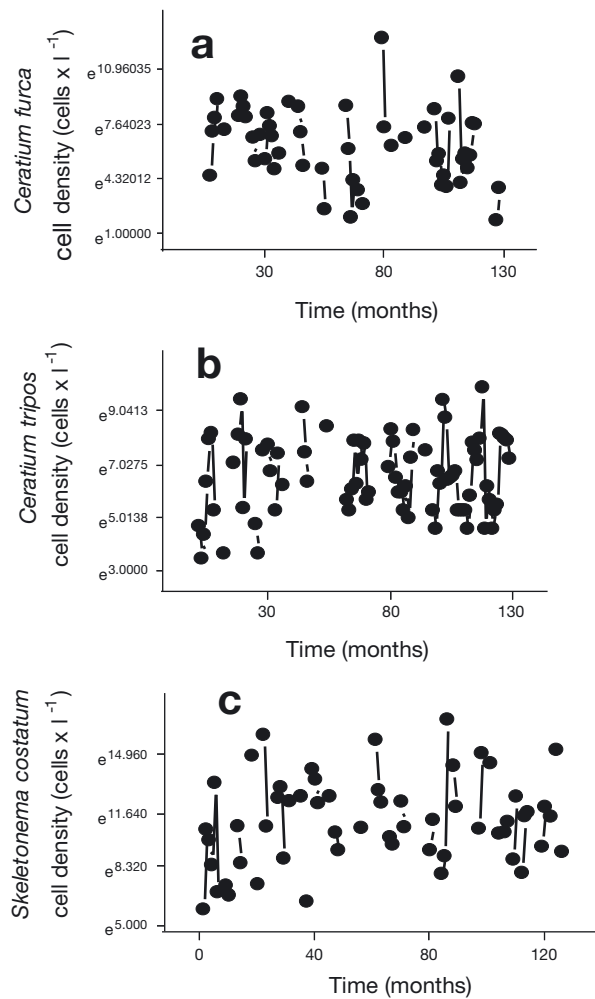 a
Ceratium furca
cell density (cells x l -1)
e10.96035
e7.64023
e4.32012
e1.00000
30 80 130
Time (months)
b
Ceratium tripos
cell density (cells x l -1)
e9.0413
e7.0275
e5.0138
e3.0000
30 80 130
Time (months)
c
Skeletonema costatum
cell density (cells x l -1)
e14.960
e11.640
e8.320
e5.000
0 40 80 120
Time (months)